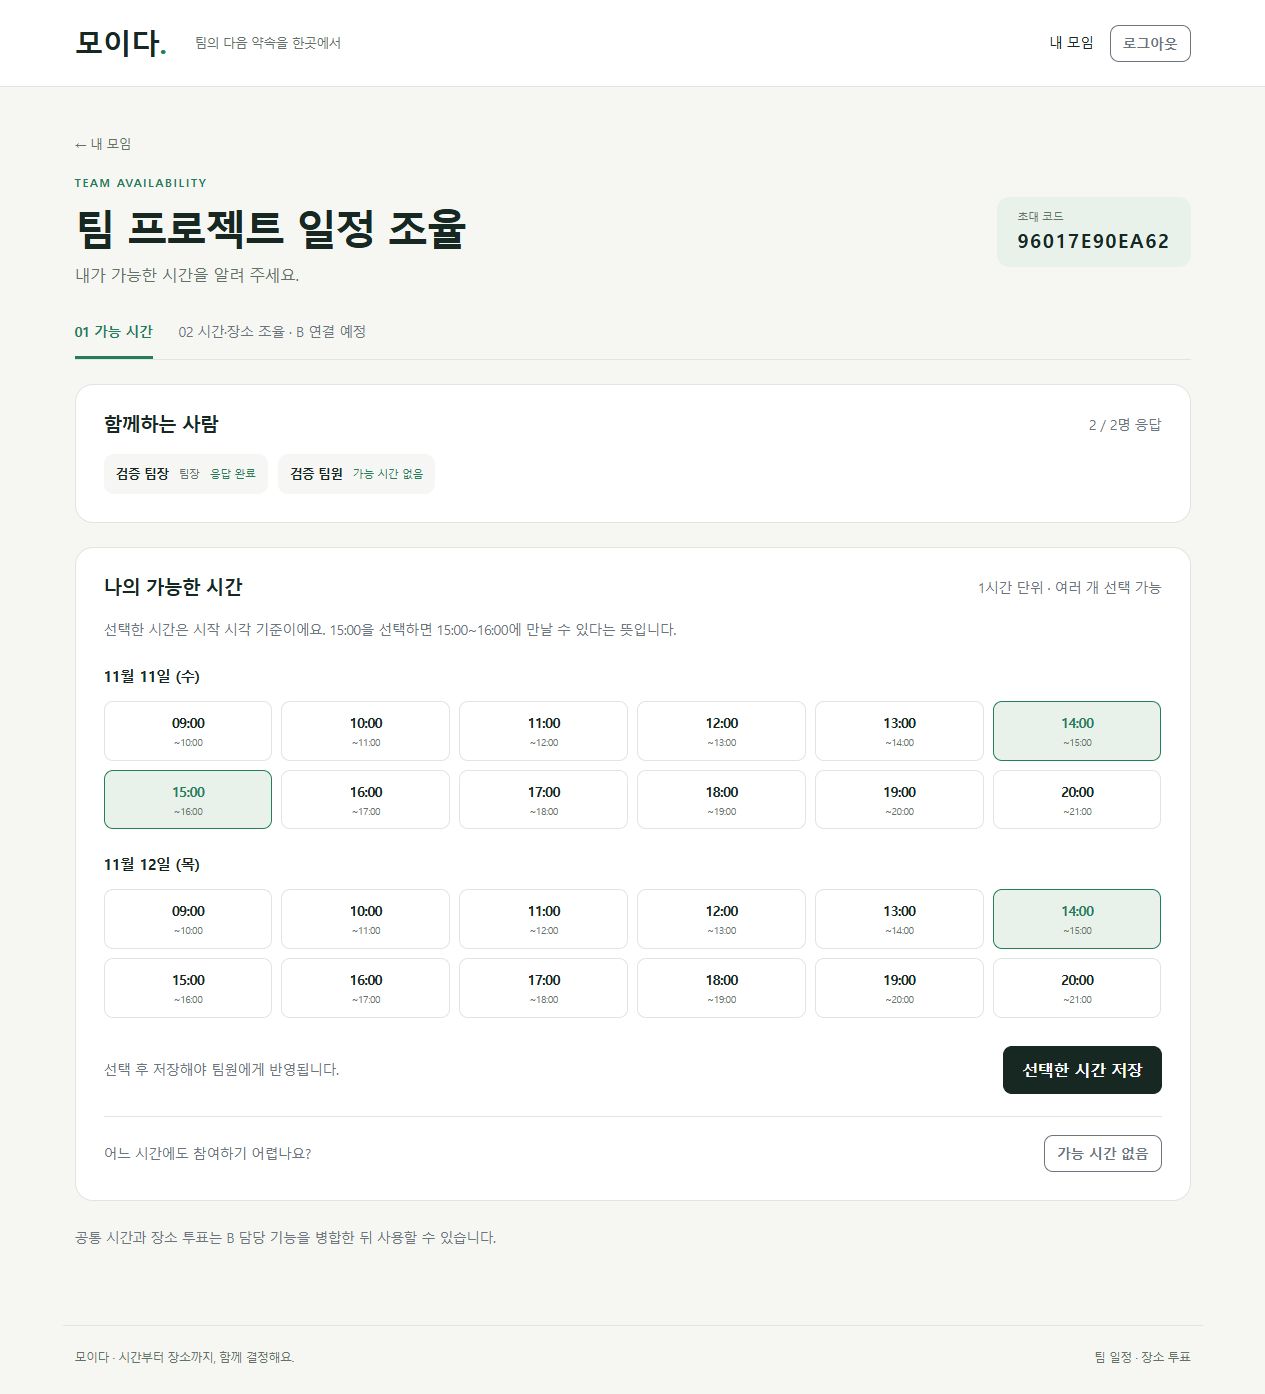 모이다. 팀의 다음 약속을 한곳에서 내 모임 로그아웃
← 내 모임
TEAM AVAILABILITY
팀 프로젝트 일정 조율
내가 가능한 시간을 알려 주세요.
초대 코드
96017E90EA62
01 가능 시간 02 시간·장소 조율 · B 연결 예정
함께하는 사람 2 / 2명 응답
검증 팀장 팀장 응답 완료 검증 팀원 가능 시간 없음
나의 가능한 시간 1시간 단위 · 여러 개 선택 가능
선택한 시간은 시작 시각 기준이에요. 15:00을 선택하면 15:00~16:00에 만날 수 있다는 뜻입니다.
11월 11일 (수)
09:00 10:00 11:00 12:00 13:00 14:00
~10:00 ~11:00 ~12:00 ~13:00 ~14:00 ~15:00
15:00 16:00 17:00 18:00 19:00 20:00
~16:00 ~17:00 ~18:00 ~19:00 ~20:00 ~21:00
11월 12일 (목)
09:00 10:00 11:00 12:00 13:00 14:00
~10:00 ~11:00 ~12:00 ~13:00 ~14:00 ~15:00
15:00 16:00 17:00 18:00 19:00 20:00
~16:00 ~17:00 ~18:00 ~19:00 ~20:00 ~21:00
선택 후 저장해야 팀원에게 반영됩니다. 선택한 시간 저장
어느 시간에도 참여하기 어렵나요? 가능 시간 없음
공통 시간과 장소 투표는 B 담당 기능을 병합한 뒤 사용할 수 있습니다.
모이다 · 시간부터 장소까지, 함께 결정해요. 팀 일정 · 장소 투표